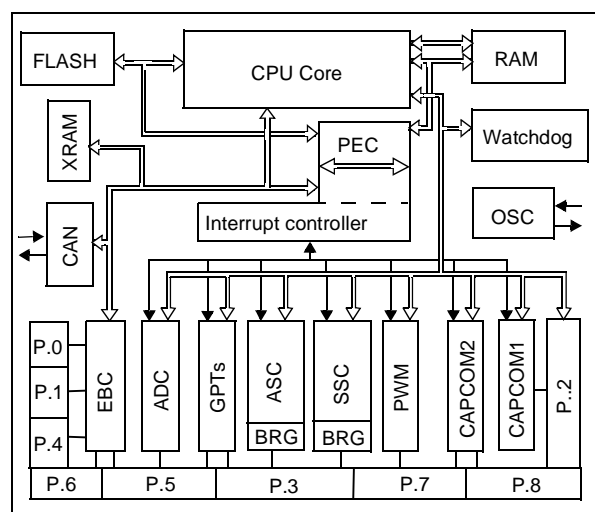 FLASH
CPU Core
RAM
XRAM
PEC
Watchdog
Interrupt controller
OSC
CAN
P.0
P.1
P.4
EBC
ADC
GPTs
ASC
BRG
SSC
BRG
PWM
CAPCOM2
CAPCOM1
P..2
P.6
P.5
P.3
P.7
P.8